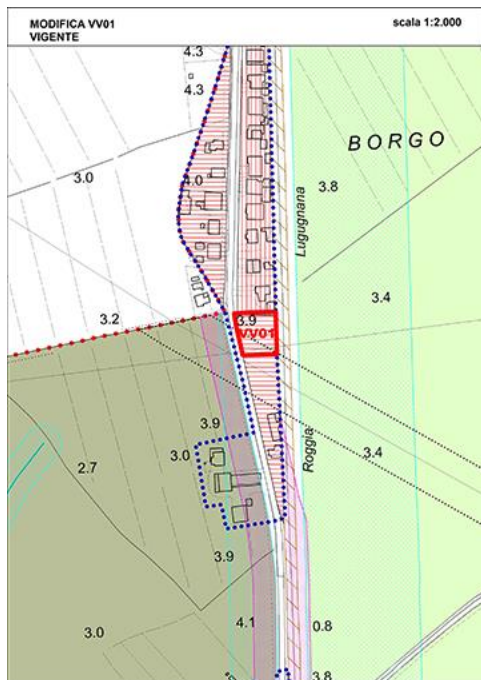 MODIFICA VV01
VIGENTE
scala 1:2.000
4.3
4.3
BORGO
3.0
4.0
3.8
Lugugnana
3.4
3.2
3.9
VV01
3.9
3.0
2.7
Roggia
3.4
3.9
4.1
0.8
3.0
3.8